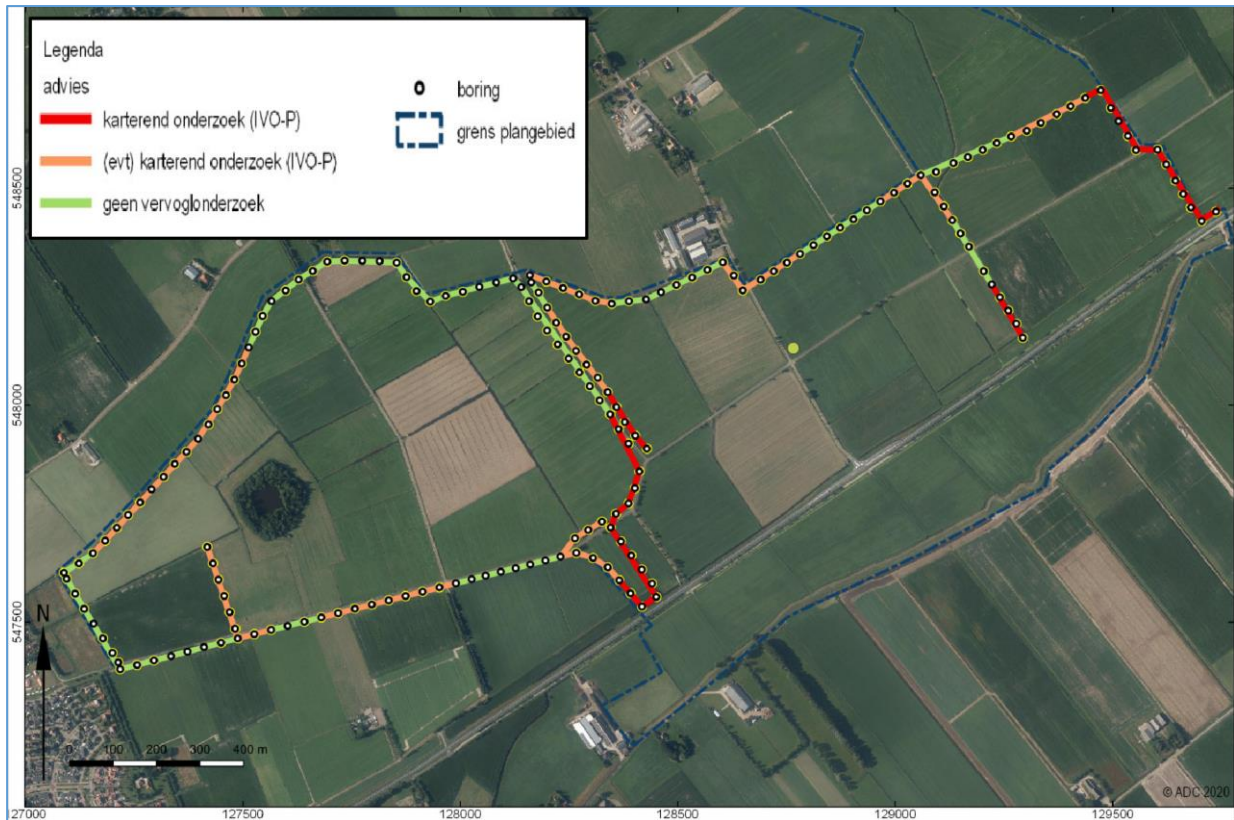 Legenda
advies
karterend onderzoek (IVO-P)
(evt) karterend onderzoek (IVO-P)
geen vervoglonderzoek
boring
grens plangebied
548500
548000
547500
N
0 100 200 300 400 m
27000 127500 128000 128500 129000 129500
© ADC 2020